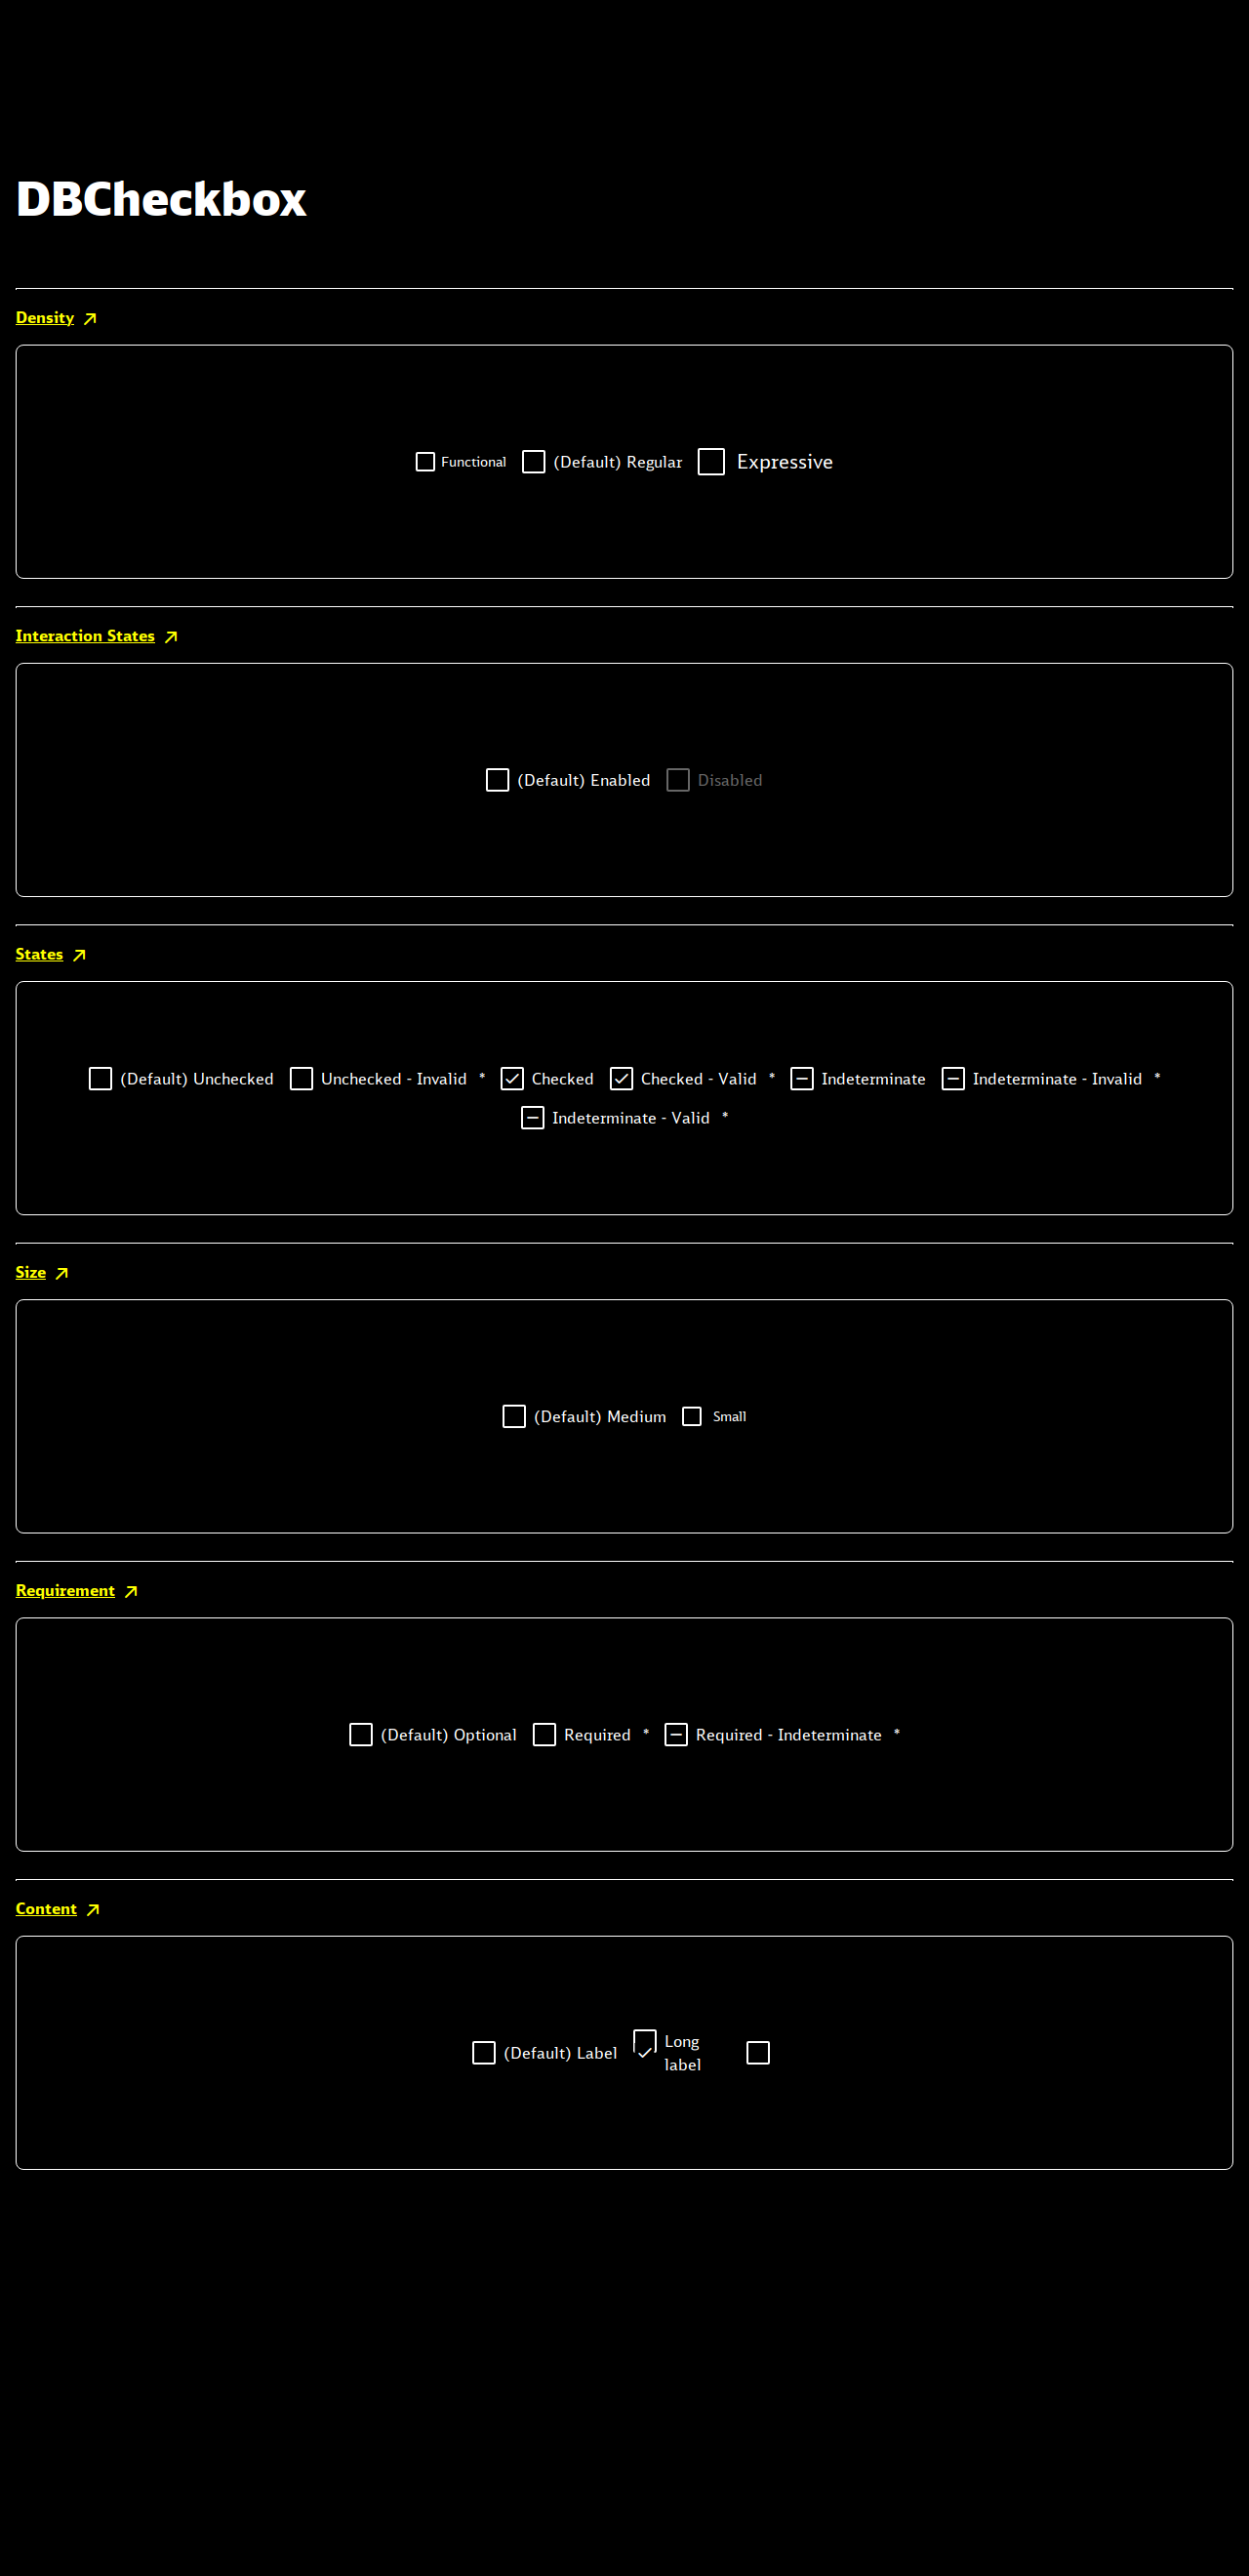 DBCheckbox
Density
Functional (Default) Regular Expressive
Interaction States
(Default) Enabled Disabled
States
(Default) Unchecked Unchecked - Invalid * Checked Checked - Valid * Indeterminate Indeterminate - Invalid *
Indeterminate - Valid *
Size
(Default) Medium Small
Requirement
(Default) Optional Required * Required - Indeterminate *
Content
(Default) Label
Long
label